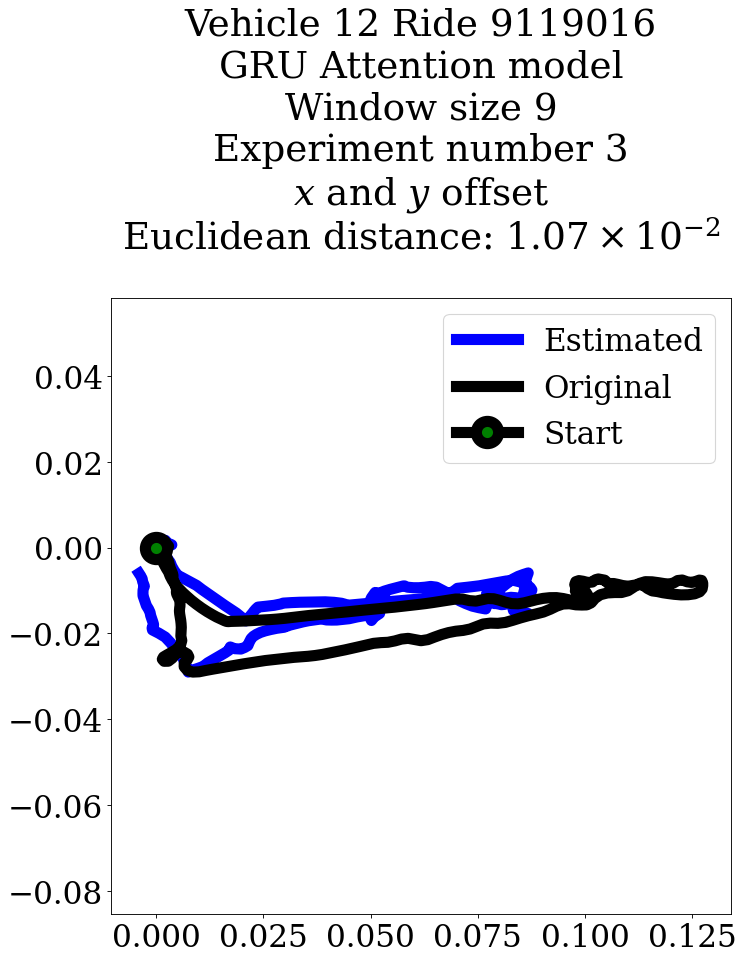 Vehicle 12 Ride 9119016
GRU Attention model
Window size 9
Experiment number 3
x and y offset
Euclidean distance: 1.07 × 10⁻²
Estimated
Original
Start
0.04
0.02
0.00
−0.02
−0.04
−0.06
−0.08
0.000 0.025 0.050 0.075 0.100 0.125